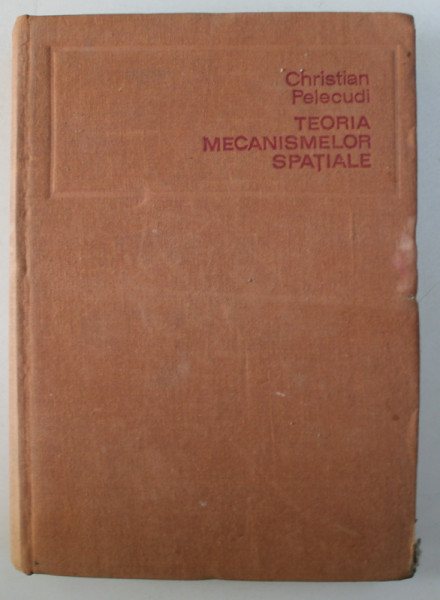 Christian
Pelecudi
TEORIA
MECANISMELOR
SPAȚIALE